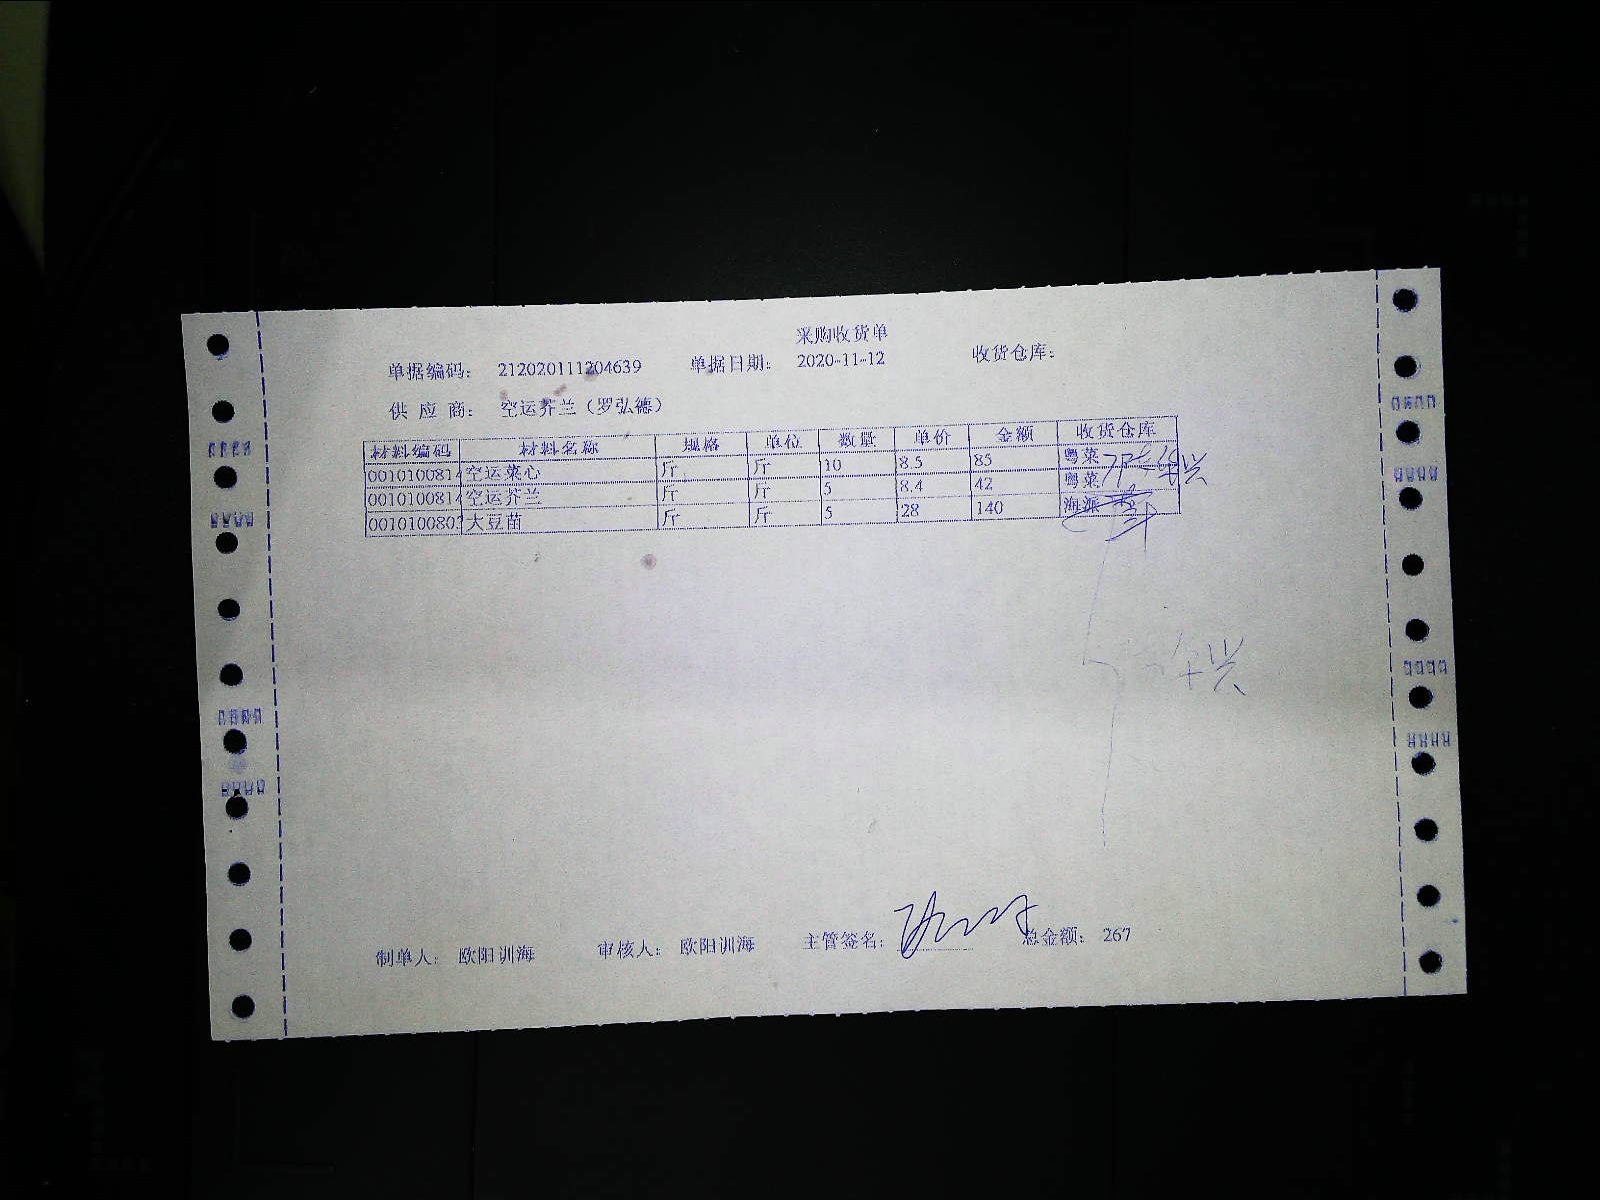 采购收货单
单据编码： 212020111204639 单据日期： 2020-11-12 收货仓库：
供 应 商： 空运芥兰（罗弘德）
材料编码 材料名称 规格 单位 数量 单价 金额 收货仓库
0010100814 空运菜心 斤 斤 10 8.5 85 粤菜
0010100814 空运芥兰 斤 斤 5 8.4 42 粤菜
001010080 大豆苗 斤 斤 5 28 140 海派
制单人： 欧阳训海 审核人： 欧阳训海 主管签名： 总金额： 267